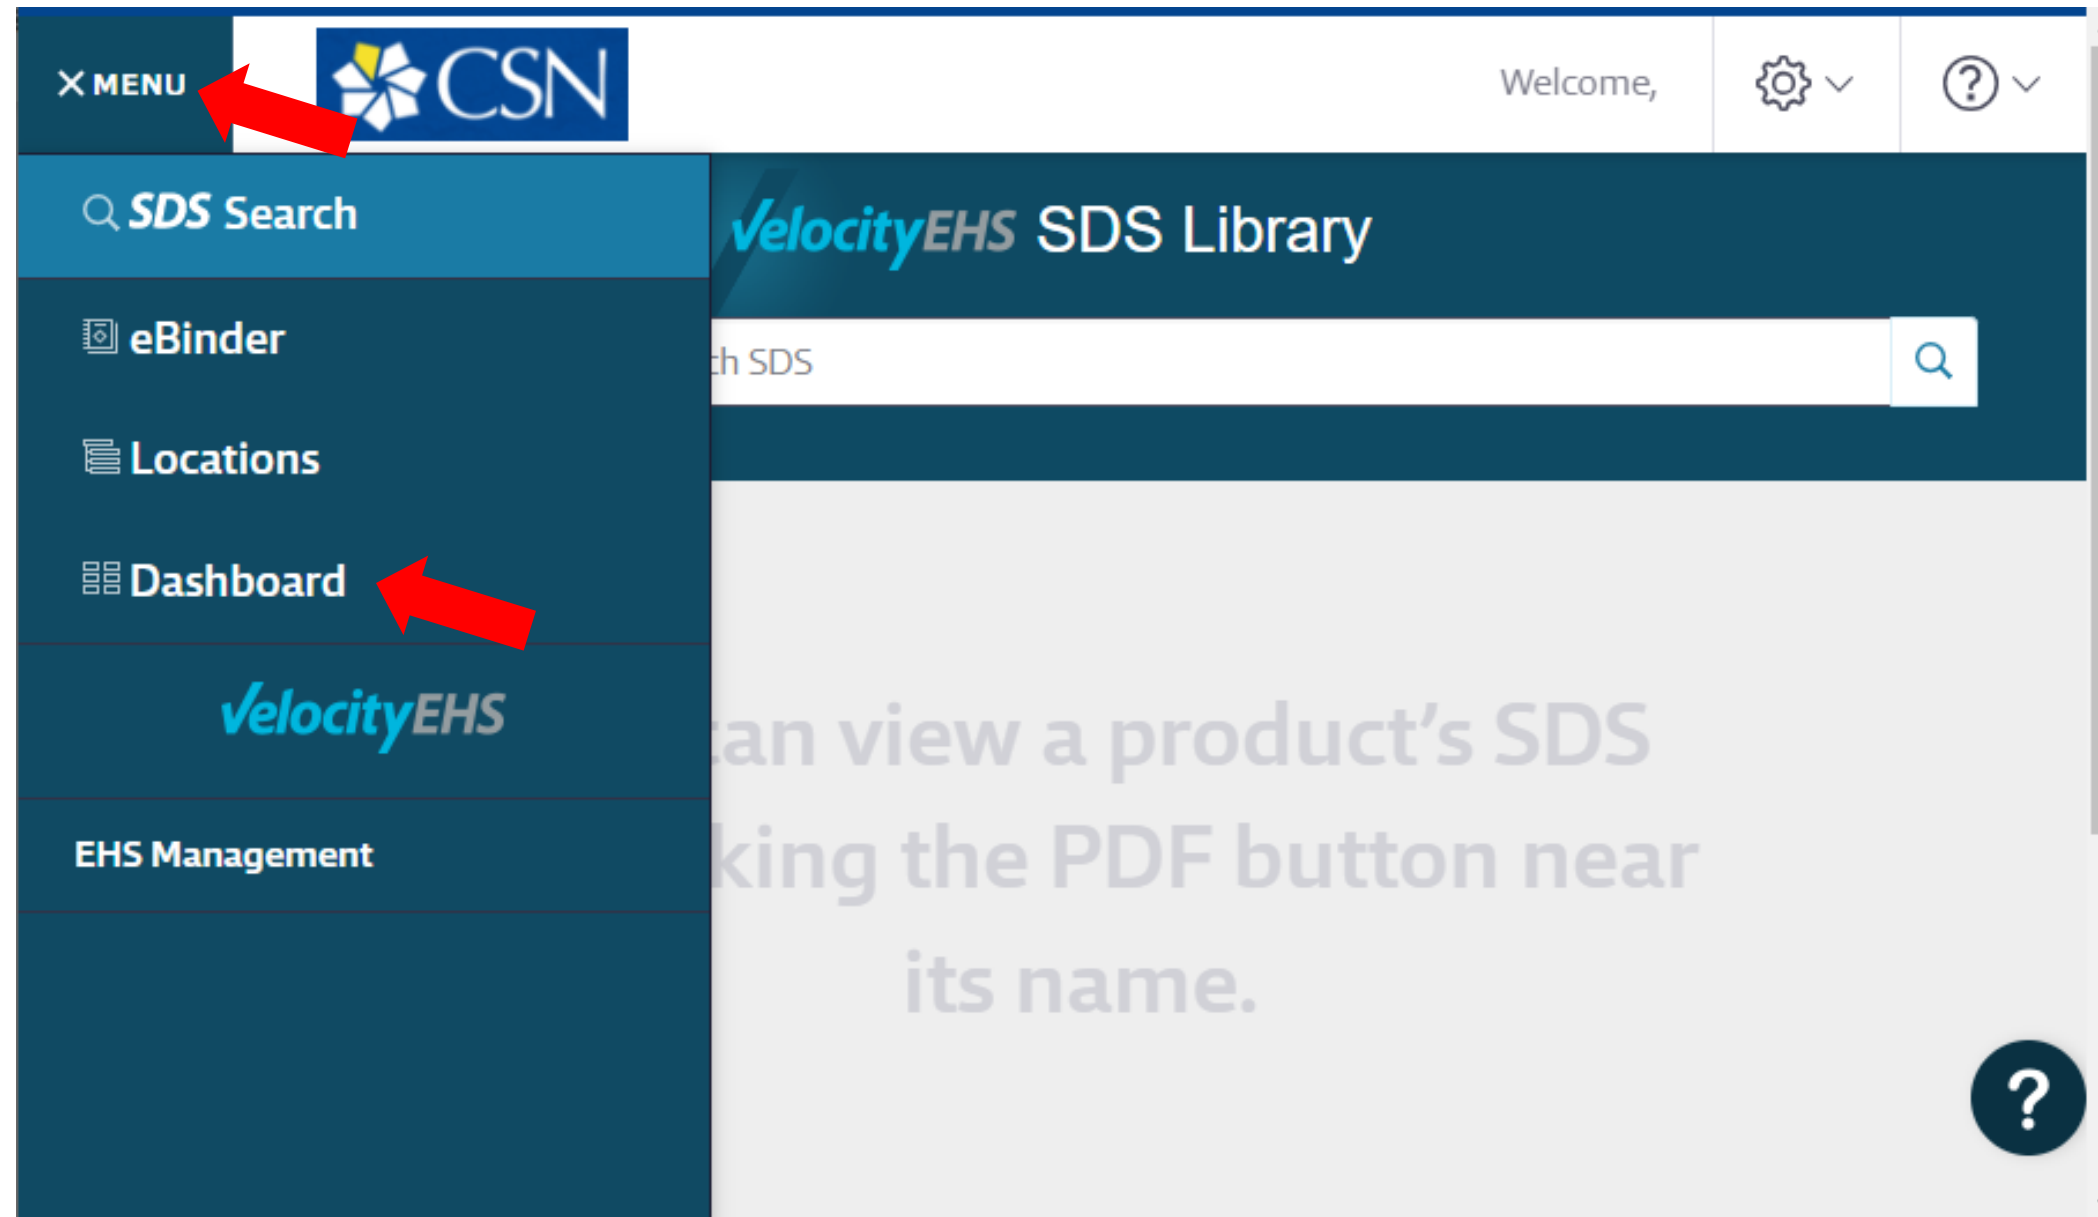 MENU
CSN
Welcome,
SDS Search
VelocityEHS SDS Library
eBinder
ch SDS
Locations
Dashboard
VelocityEHS
an view a product’s SDS
king the PDF button near
its name.
EHS Management
?